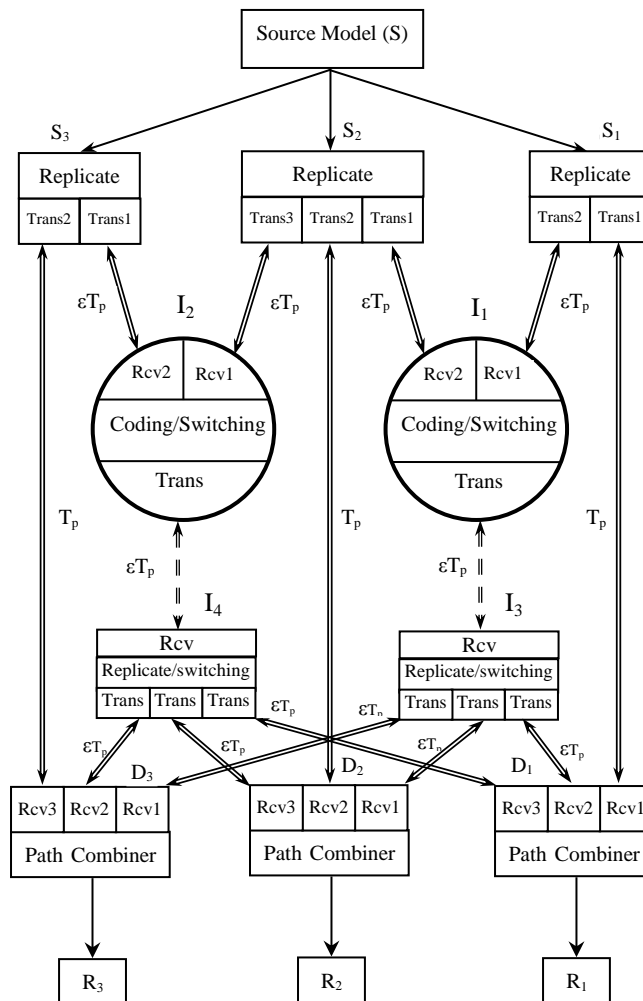 Source Model (S)
S₃
S₂
S₁
Replicate
Replicate
Replicate
Trans2 Trans1
Trans3 Trans2 Trans1
Trans2 Trans1
εTₚ
I₂
εTₚ
εTₚ
I₁
εTₚ
Rcv2 Rcv1
Rcv2 Rcv1
Coding/Switching
Coding/Switching
Trans
Trans
Tₚ
Tₚ
Tₚ
εTₚ
εTₚ
I₄
I₃
Rcv
Rcv
Replicate/switching
Replicate/switching
Trans Trans Trans
Trans Trans Trans
εTₚ
εTₚ
εTₚ
εTₚ
εTₚ
εTₚ
D₃
D₂
D₁
Rcv3 Rcv2 Rcv1
Rcv3 Rcv2 Rcv1
Rcv3 Rcv2 Rcv1
Path Combiner
Path Combiner
Path Combiner
R₃
R₂
R₁